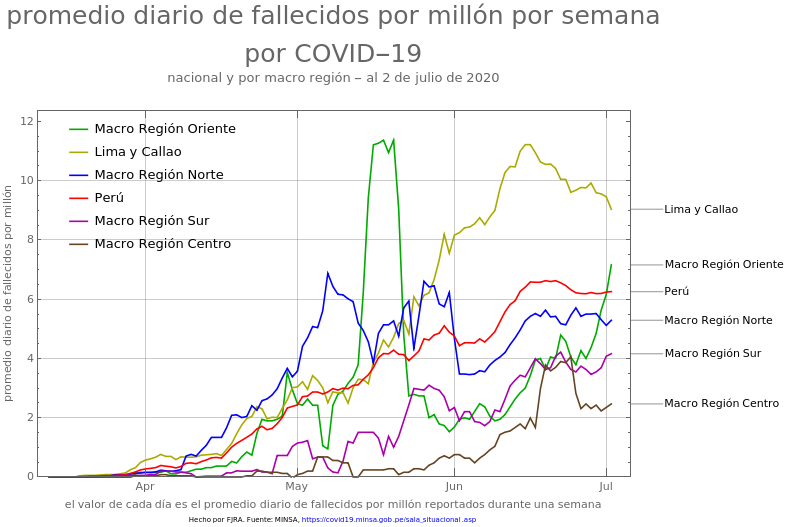 promedio diario de fallecidos por millón por semana
por COVID−19
nacional y por macro región − al 2 de julio de 2020
promedio diario de fallecidos por millón
12
10
8
6
4
2
0
Macro Región Oriente
Lima y Callao
Macro Región Norte
Perú
Macro Región Sur
Macro Región Centro
Lima y Callao
Macro Región Oriente
Perú
Macro Región Norte
Macro Región Sur
Macro Región Centro
Apr May Jun Jul
el valor de cada día es el promedio diario de fallecidos por millón reportados durante una semana
Hecho por FJRA. Fuente: MINSA, https://covid19.minsa.gob.pe/sala_situacional.asp